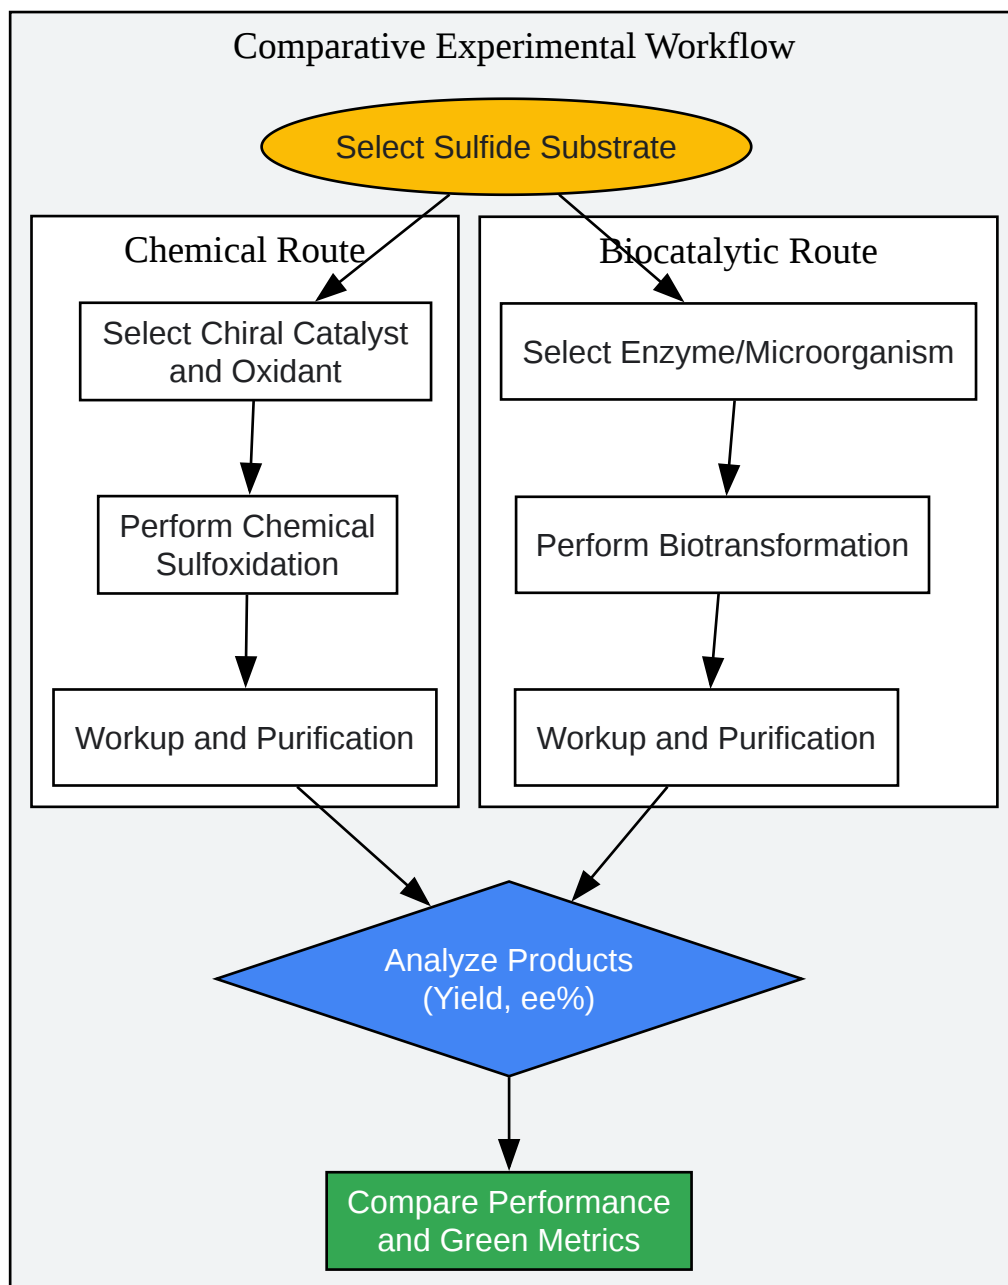 Comparative Experimental Workflow
Select Sulfide Substrate
Chemical Route
Select Chiral Catalyst
and Oxidant
Perform Chemical
Sulfoxidation
Workup and Purification
Biocatalytic Route
Select Enzyme/Microorganism
Perform Biotransformation
Workup and Purification
Analyze Products
(Yield, ee%)
Compare Performance
and Green Metrics